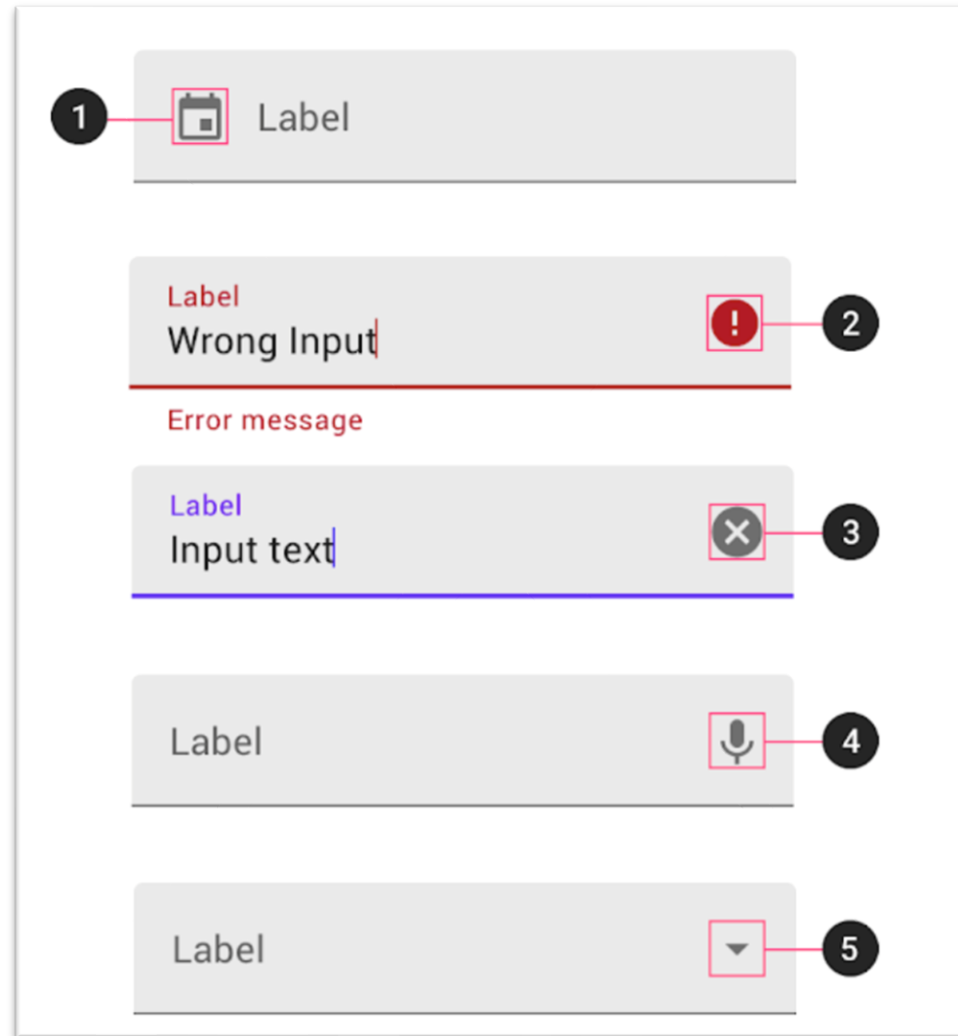 1 Label
Label
Wrong Input
! 2
Error message
Label
Input text
3
Label
4
Label
5